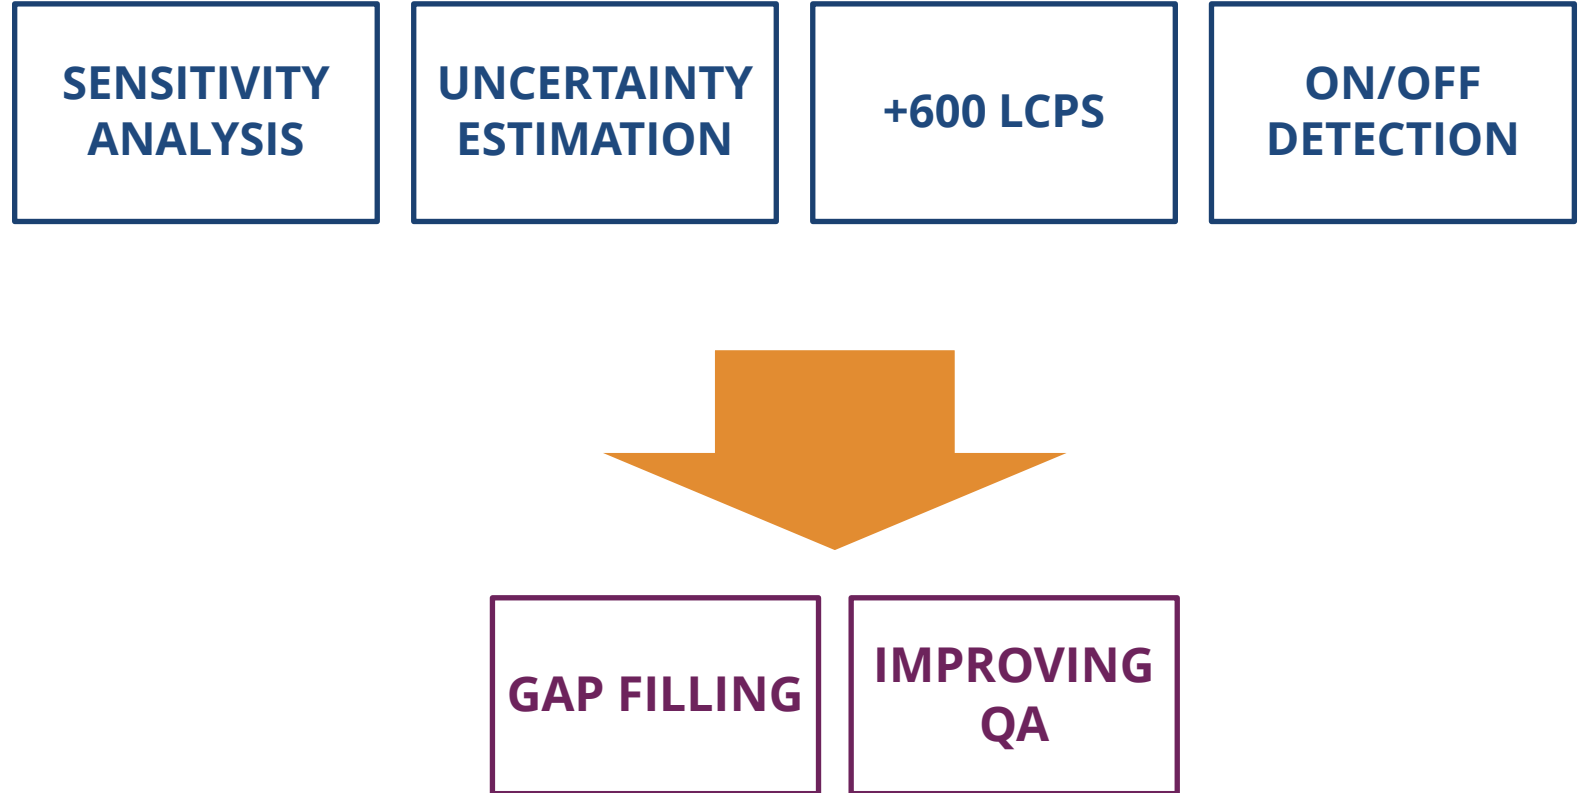 SENSITIVITY
ANALYSIS
UNCERTAINTY
ESTIMATION
+600 LCPS
ON/OFF
DETECTION
GAP FILLING
IMPROVING
QA